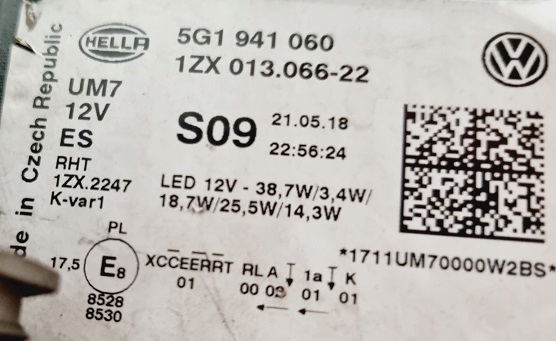 de in Czech Republic
HELLA
5G1 941 060
1ZX 013.066-22
UM7
12V
ES
S09
21.05.18
22:56:24
RHT
1ZX.2247
K-var1
LED 12V - 38,7W/3,4W/
18,7W/25,5W/14,3W
*1711UM70000W2BS*
PL
17,5 E8 XCCEERRT RL A 1a K
01 00 03 01 01
8528
8530